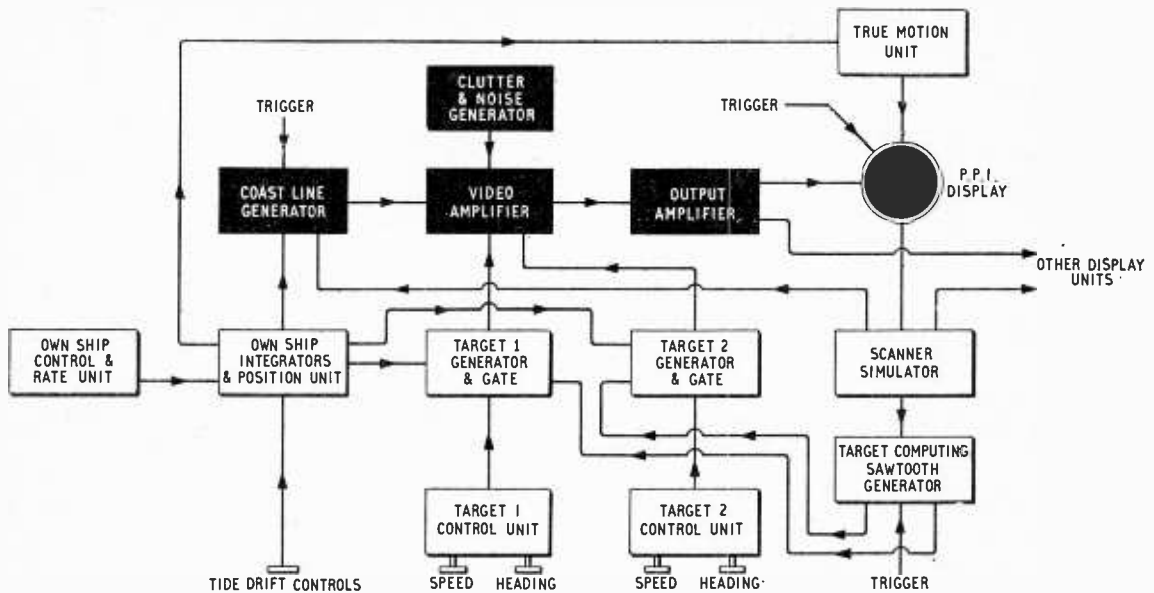 TRUE MOTION
UNIT
CLUTTER
& NOISE
GENERATOR
TRIGGER
TRIGGER
COAST LINE
GENERATOR
VIDEO
AMPLIFIER
OUTPUT
AMPLIFIER
P.P.I.
DISPLAY
OTHER DISPLAY
UNITS
OWN SHIP
CONTROL &
RATE UNIT
OWN SHIP
INTEGRATORS
& POSITION UNIT
TARGET 1
GENERATOR
& GATE
TARGET 2
GENERATOR
& GATE
SCANNER
SIMULATOR
TARGET COMPUTING
SAWTOOTH
GENERATOR
TARGET 1
CONTROL UNIT
TARGET 2
CONTROL UNIT
TIDE DRIFT CONTROLS
SPEED
HEADING
SPEED
HEADING
TRIGGER